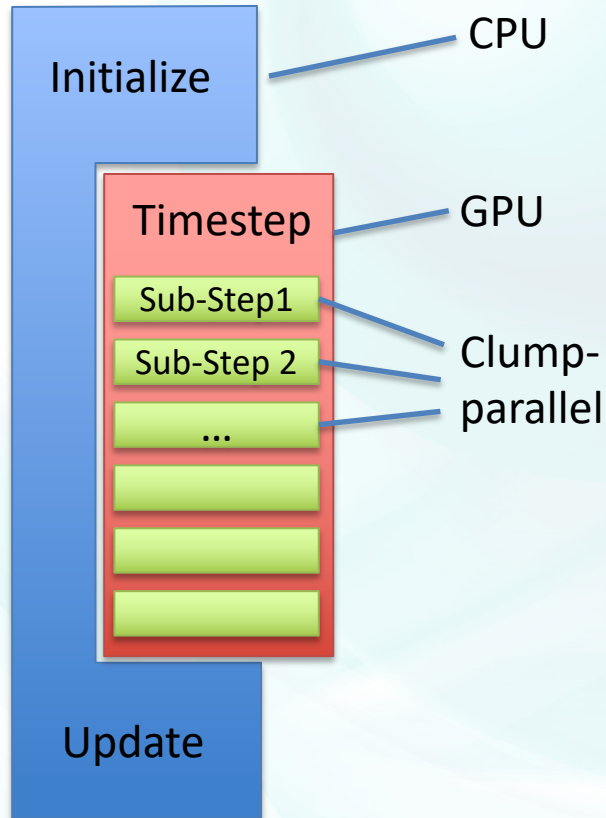 CPU
Initialize
GPU
Timestep
Sub-Step1
Sub-Step 2
...
Clump-
parallel
Update